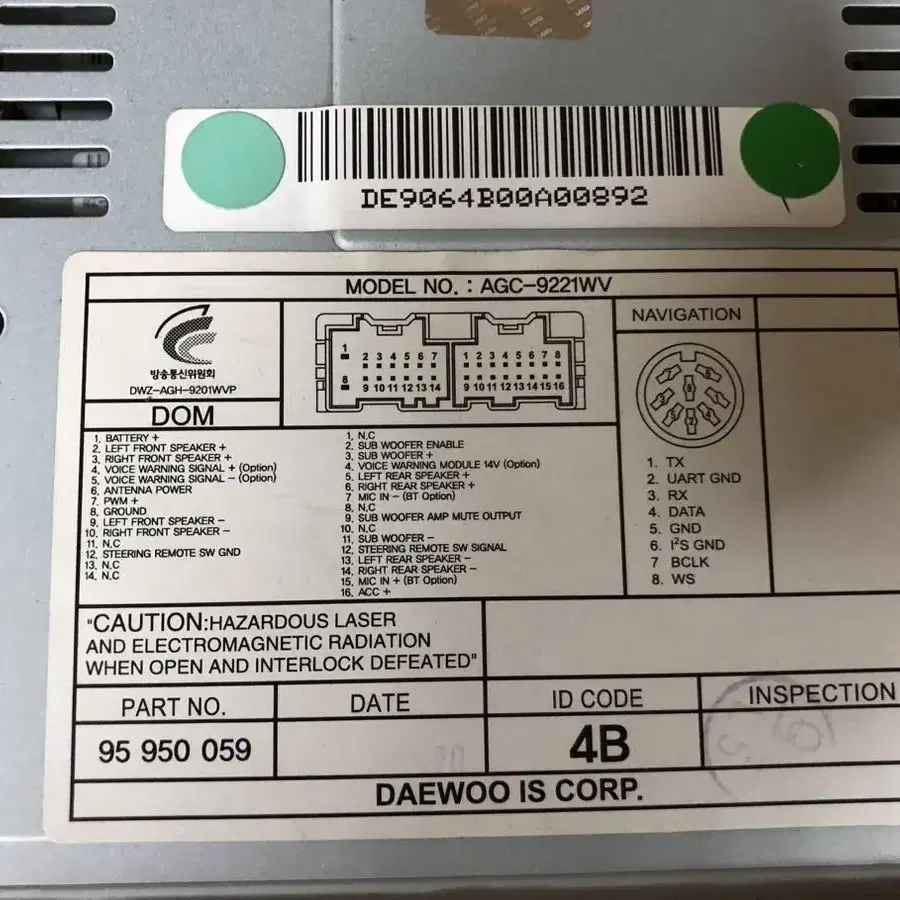 DE9064B00A00892
MODEL NO. : AGC-9221WV
방송통신위원회
DWZ-AGH-9201WVP
DOM
1
2 3 4 5 6 7
8
9 10 11 12 13 14
1 2 3 4 5 6 7 8
9 10 11 12 13 14 15 16
NAVIGATION
1. BATTERY +
2. LEFT FRONT SPEAKER +
3. RIGHT FRONT SPEAKER +
4. VOICE WARNING SIGNAL + (Option)
5. VOICE WARNING SIGNAL - (Option)
6. ANTENNA POWER
7. PWM +
8. GROUND
9. LEFT FRONT SPEAKER -
10. RIGHT FRONT SPEAKER -
11. N.C
12. STEERING REMOTE SW GND
13. N.C
14. N.C
1. N.C
2. SUB WOOFER ENABLE
3. SUB WOOFER +
4. VOICE WARNING MODULE 14V (Option)
5. LEFT REAR SPEAKER +
6. RIGHT REAR SPEAKER +
7. MIC IN - (BT Option)
8. N.C
9. SUB WOOFER AMP MUTE OUTPUT
10. N.C
11. SUB WOOFER -
12. STEERING REMOTE SW SIGNAL
13. LEFT REAR SPEAKER -
14. RIGHT REAR SPEAKER -
15. MIC IN + (BT Option)
16. ACC +
1. TX
2. UART GND
3. RX
4. DATA
5. GND
6. I²S GND
7 BCLK
8. WS
"CAUTION:HAZARDOUS LASER
AND ELECTROMAGNETIC RADIATION
WHEN OPEN AND INTERLOCK DEFEATED"
PART NO.
DATE
ID CODE
INSPECTION
95 950 059
4B
DAEWOO IS CORP.